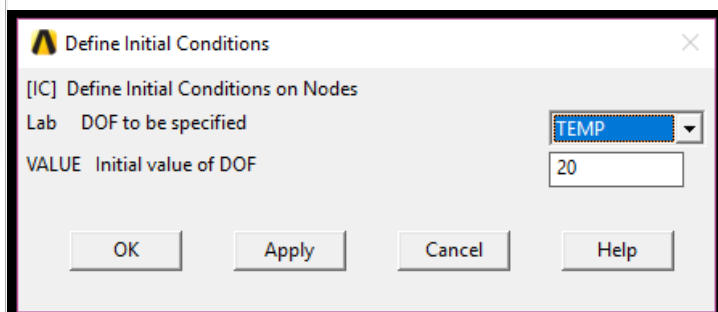 Define Initial Conditions
[IC] Define Initial Conditions on Nodes
Lab DOF to be specified TEMP
VALUE Initial value of DOF 20
OK Apply Cancel Help